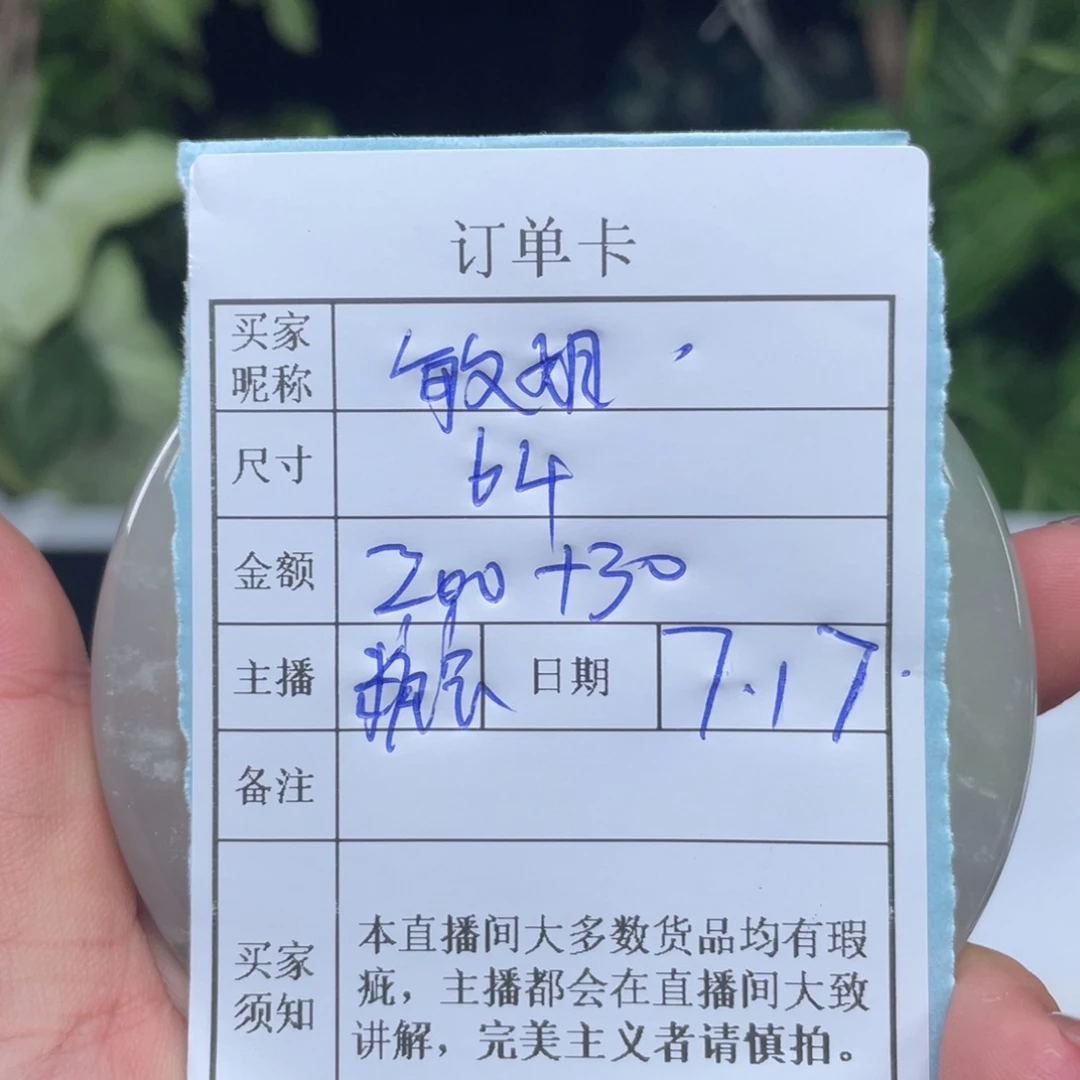 订单卡
买家昵称 敏姐
尺寸 64
金额 200+30
主播 日期 7.17.
备注
买家须知 本直播间大多数货品均有瑕
疵，主播都会在直播间大致
讲解，完美主义者请慎拍。